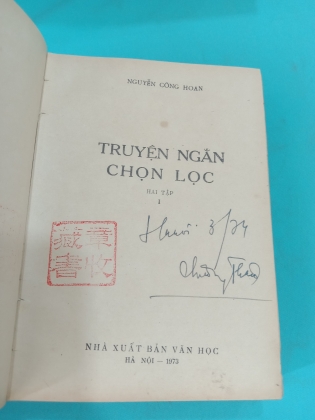 NGUYỄN CÔNG HOAN
TRUYỆN NGẮN
CHỌN LỌC
HAI TẬP
I
Hanoi 3/74
NHÀ XUẤT BẢN VĂN HỌC
HÀ NỘI — 1973